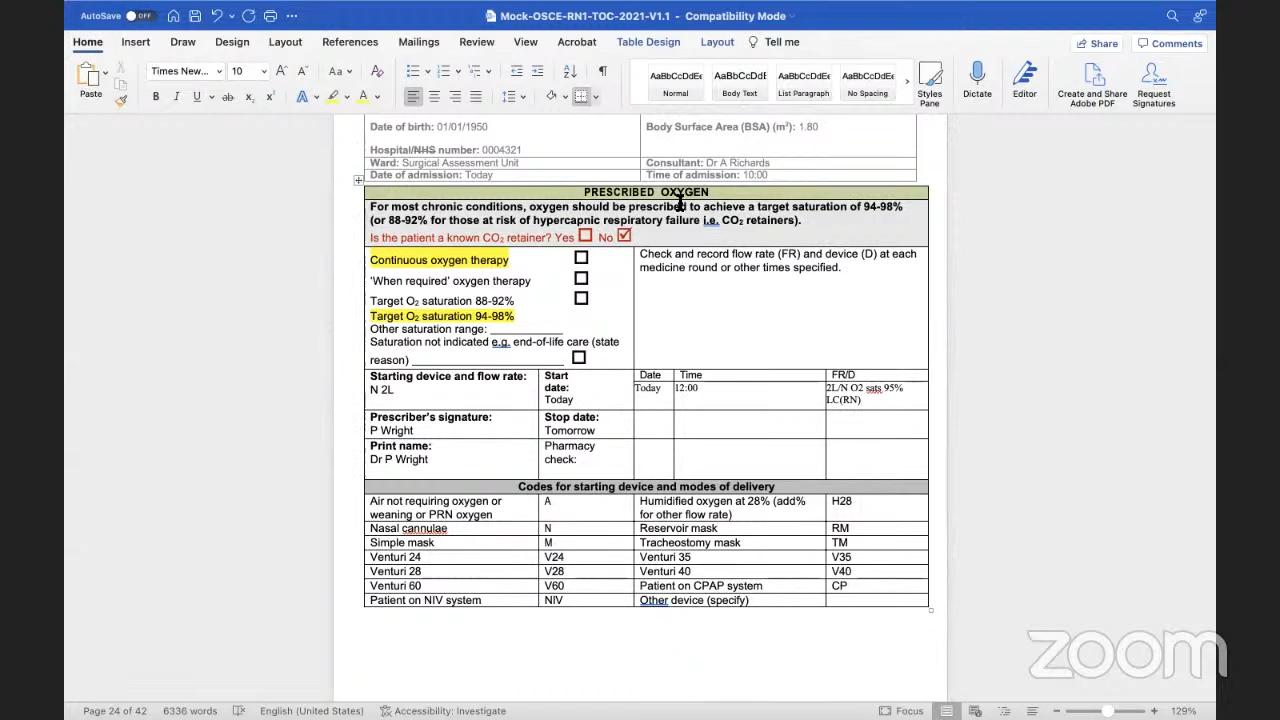 AutoSave OFF
Mock-OSCE-RN1-TOC-2021-V1.1 - Compatibility Mode
Home Insert Draw Design Layout References Mailings Review View Acrobat Table Design Layout Tell me
Share Comments
Paste
Times New... 10
AaBbCcDdEe AaBbCcDdE AaBbCcDdEe AaBbCcDdEe
Normal Body Text List Paragraph No Spacing
Styles Pane
Dictate
Editor
Create and Share Adobe PDF
Request Signatures
Date of birth: 01/01/1950
Body Surface Area (BSA) (m²): 1.80
Hospital/NHS number: 0004321
Ward: Surgical Assessment Unit
Consultant: Dr A Richards
Date of admission: Today
Time of admission: 10:00
PRESCRIBED OXYGEN
For most chronic conditions, oxygen should be prescribed to achieve a target saturation of 94-98%
(or 88-92% for those at risk of hypercapnic respiratory failure i.e. CO₂ retainers).
Is the patient a known CO₂ retainer? Yes ☐ No ☑
Continuous oxygen therapy ☐
'When required' oxygen therapy ☐
Target O₂ saturation 88-92% ☐
Target O₂ saturation 94-98%
Other saturation range: ____________
Saturation not indicated e.g. end-of-life care (state
reason) ____________ ☐
Check and record flow rate (FR) and device (D) at each
medicine round or other times specified.
Starting device and flow rate:
N 2L
Start
date:
Today
Date Time FR/D
Today 12:00 2L/N O2 sats 95%
LC(RN)
Prescriber's signature:
P Wright
Stop date:
Tomorrow
Print name:
Dr P Wright
Pharmacy
check:
Codes for starting device and modes of delivery
Air not requiring oxygen or
weaning or PRN oxygen
A
Humidified oxygen at 28% (add%
for other flow rate)
H28
Nasal cannulae N Reservoir mask RM
Simple mask M Tracheostomy mask TM
Venturi 24 V24 Venturi 35 V35
Venturi 28 V28 Venturi 40 V40
Venturi 60 V60 Patient on CPAP system CP
Patient on NIV system NIV Other device (specify)
zoom
Page 24 of 42 6336 words English (United Kingdom) Accessibility: Investigate Focus 129%